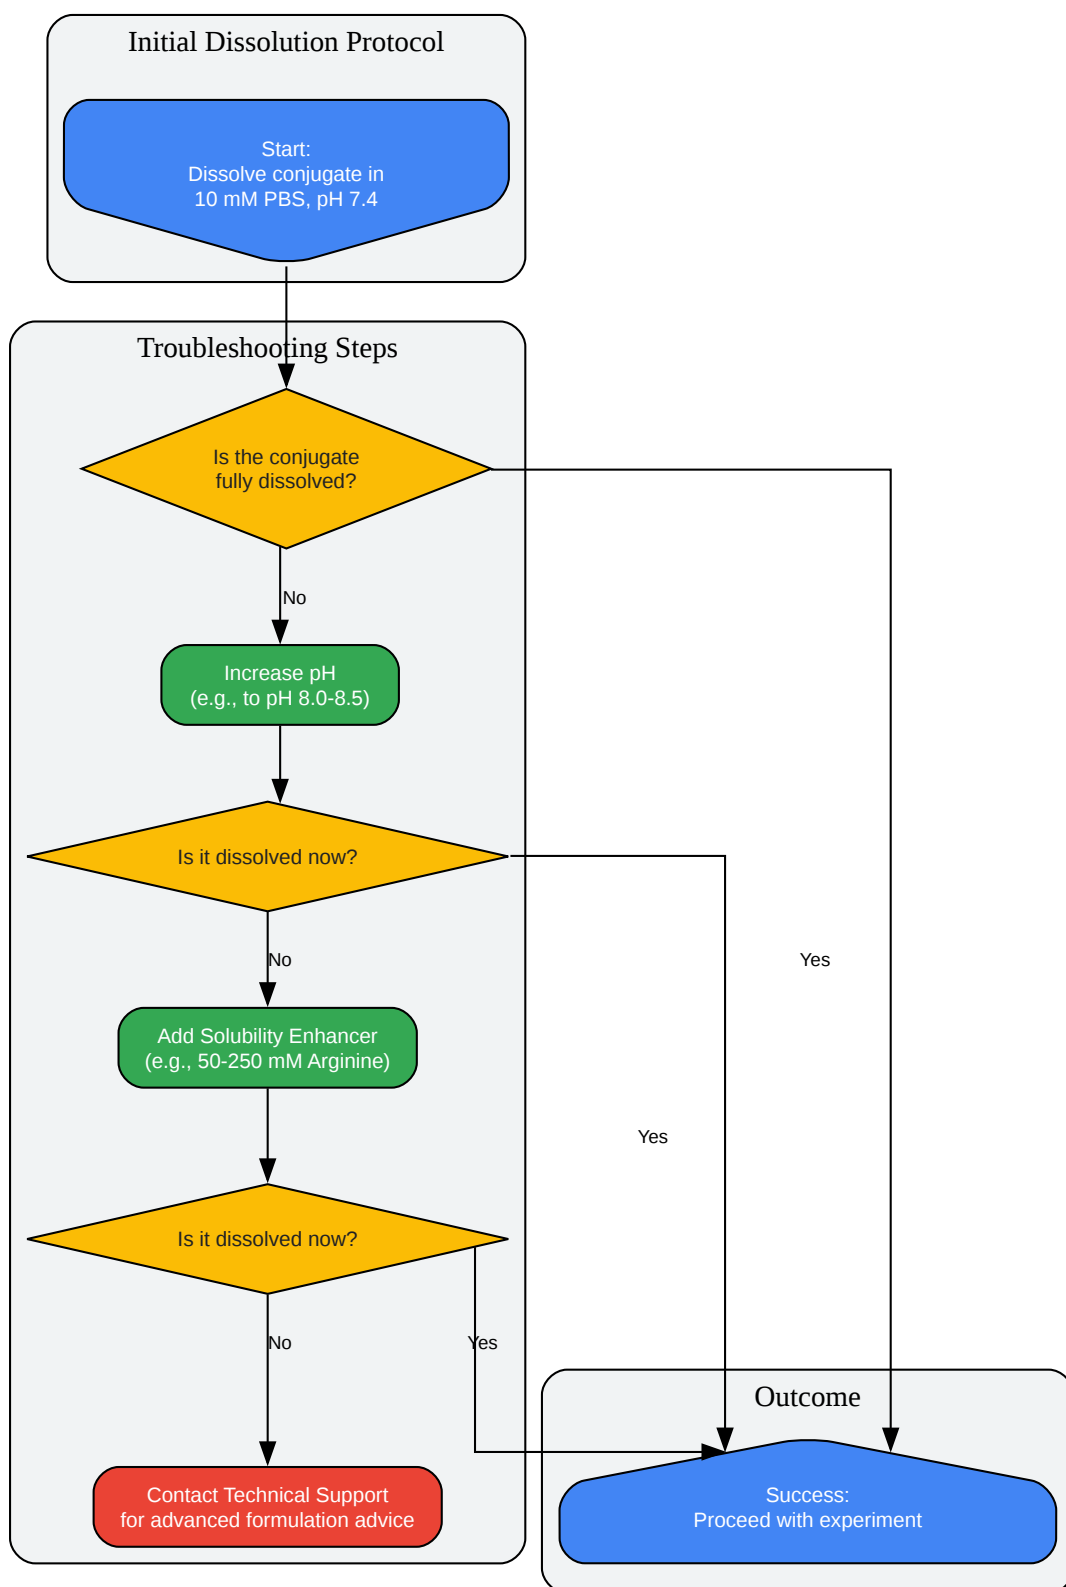 Initial Dissolution Protocol
Start:
Dissolve conjugate in
10 mM PBS, pH 7.4
Troubleshooting Steps
Is the conjugate
fully dissolved?
No
Increase pH
(e.g., to pH 8.0-8.5)
Is it dissolved now?
No
Yes
Add Solubility Enhancer
(e.g., 50-250 mM Arginine)
Yes
Is it dissolved now?
No
Yes
Outcome
Contact Technical Support
for advanced formulation advice
Success:
Proceed with experiment